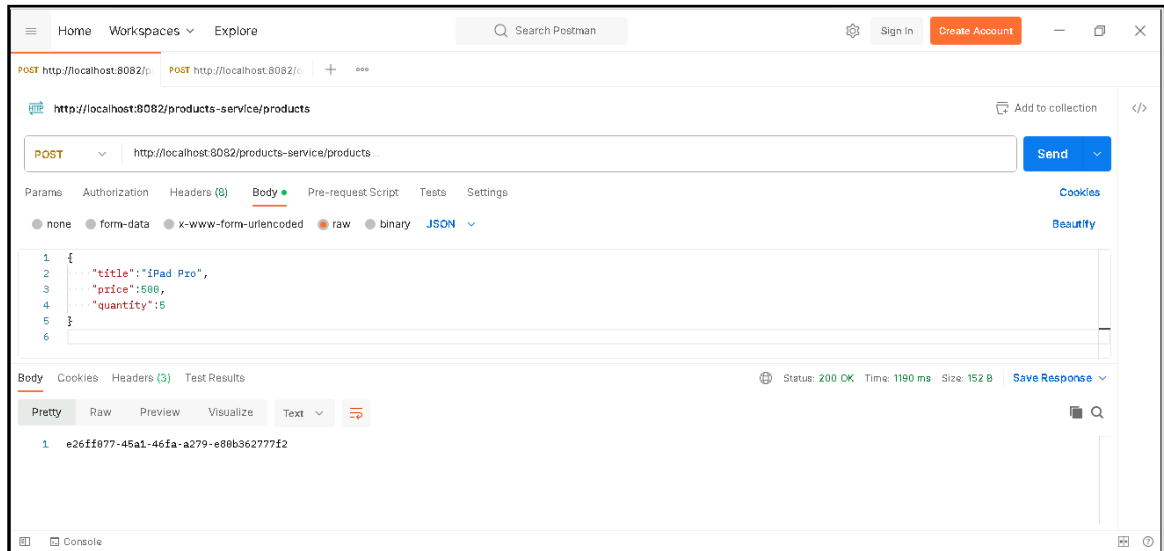 Home Workspaces Explore Search Postman Sign In Create Account
POST http://localhost:8082/p POST http://localhost:8082/o
HTTP http://localhost:8082/products-service/products Add to collection </>
POST http://localhost:8082/products-service/products... Send
Params Authorization Headers (8) Body Pre-request Script Tests Settings Cookies
none form-data x-www-form-urlencoded raw binary JSON Beautify
1 {
2 ····"title":"iPad Pro",
3 ····"price":500,
4 ····"quantity":5
5 }
6
Body Cookies Headers (3) Test Results Status: 200 OK Time: 1190 ms Size: 152 B Save Response
Pretty Raw Preview Visualize Text
1 e26ff077-45a1-46fa-a279-e80b362777f2
Console